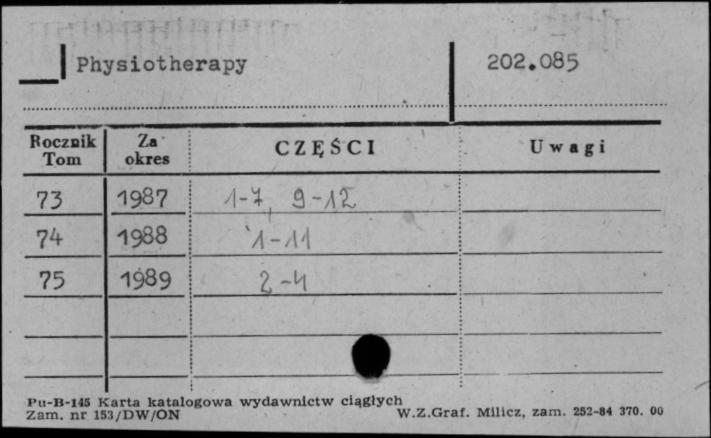 Physiotherapy 202.085
Rocznik Tom Za okres CZĘŚCI Uwagi
73 1987 1-7, 9-12
74 1988 1-11
75 1989 2-4
Pu-B-145 Karta katalogowa wydawnictw ciągłych
Zam. nr 153/DW/ON W.Z.Graf. Milicz, zam. 252-84 370. 00